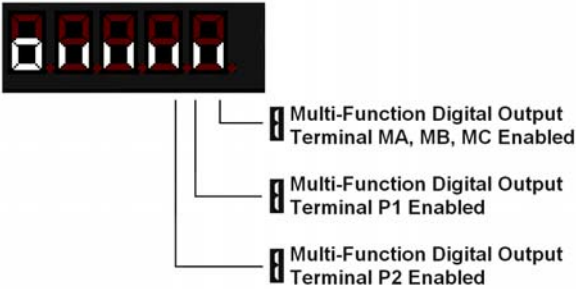 Multi-Function Digital Output
Terminal MA, MB, MC Enabled
Multi-Function Digital Output
Terminal P1 Enabled
Multi-Function Digital Output
Terminal P2 Enabled